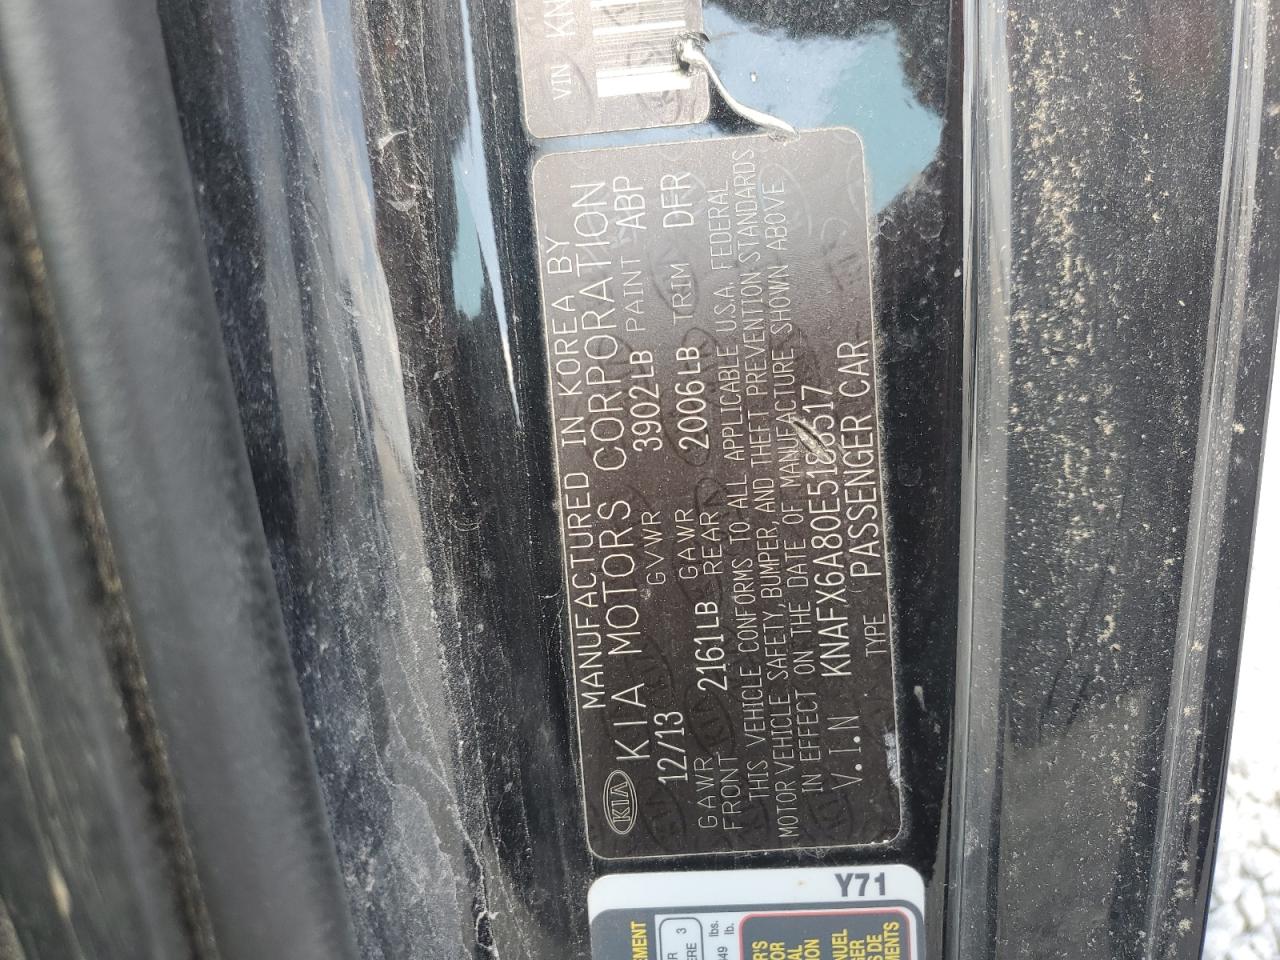 VIN KN
MANUFACTURED IN KOREA BY
KIA KIA MOTORS CORPORATION
12/13 GVWR 3902LB PAINT ABP
GAWR FRONT 2161LB GAWR REAR 2006LB TRIM DFR
THIS VEHICLE CONFORMS TO ALL APPLICABLE U.S.A. FEDERAL
MOTOR VEHICLE SAFETY, BUMPER, AND THEFT PREVENTION STANDARDS
IN EFFECT ON THE DATE OF MANUFACTURE SHOWN ABOVE
V.I.N
TYPE PASSENGER CAR
Y71